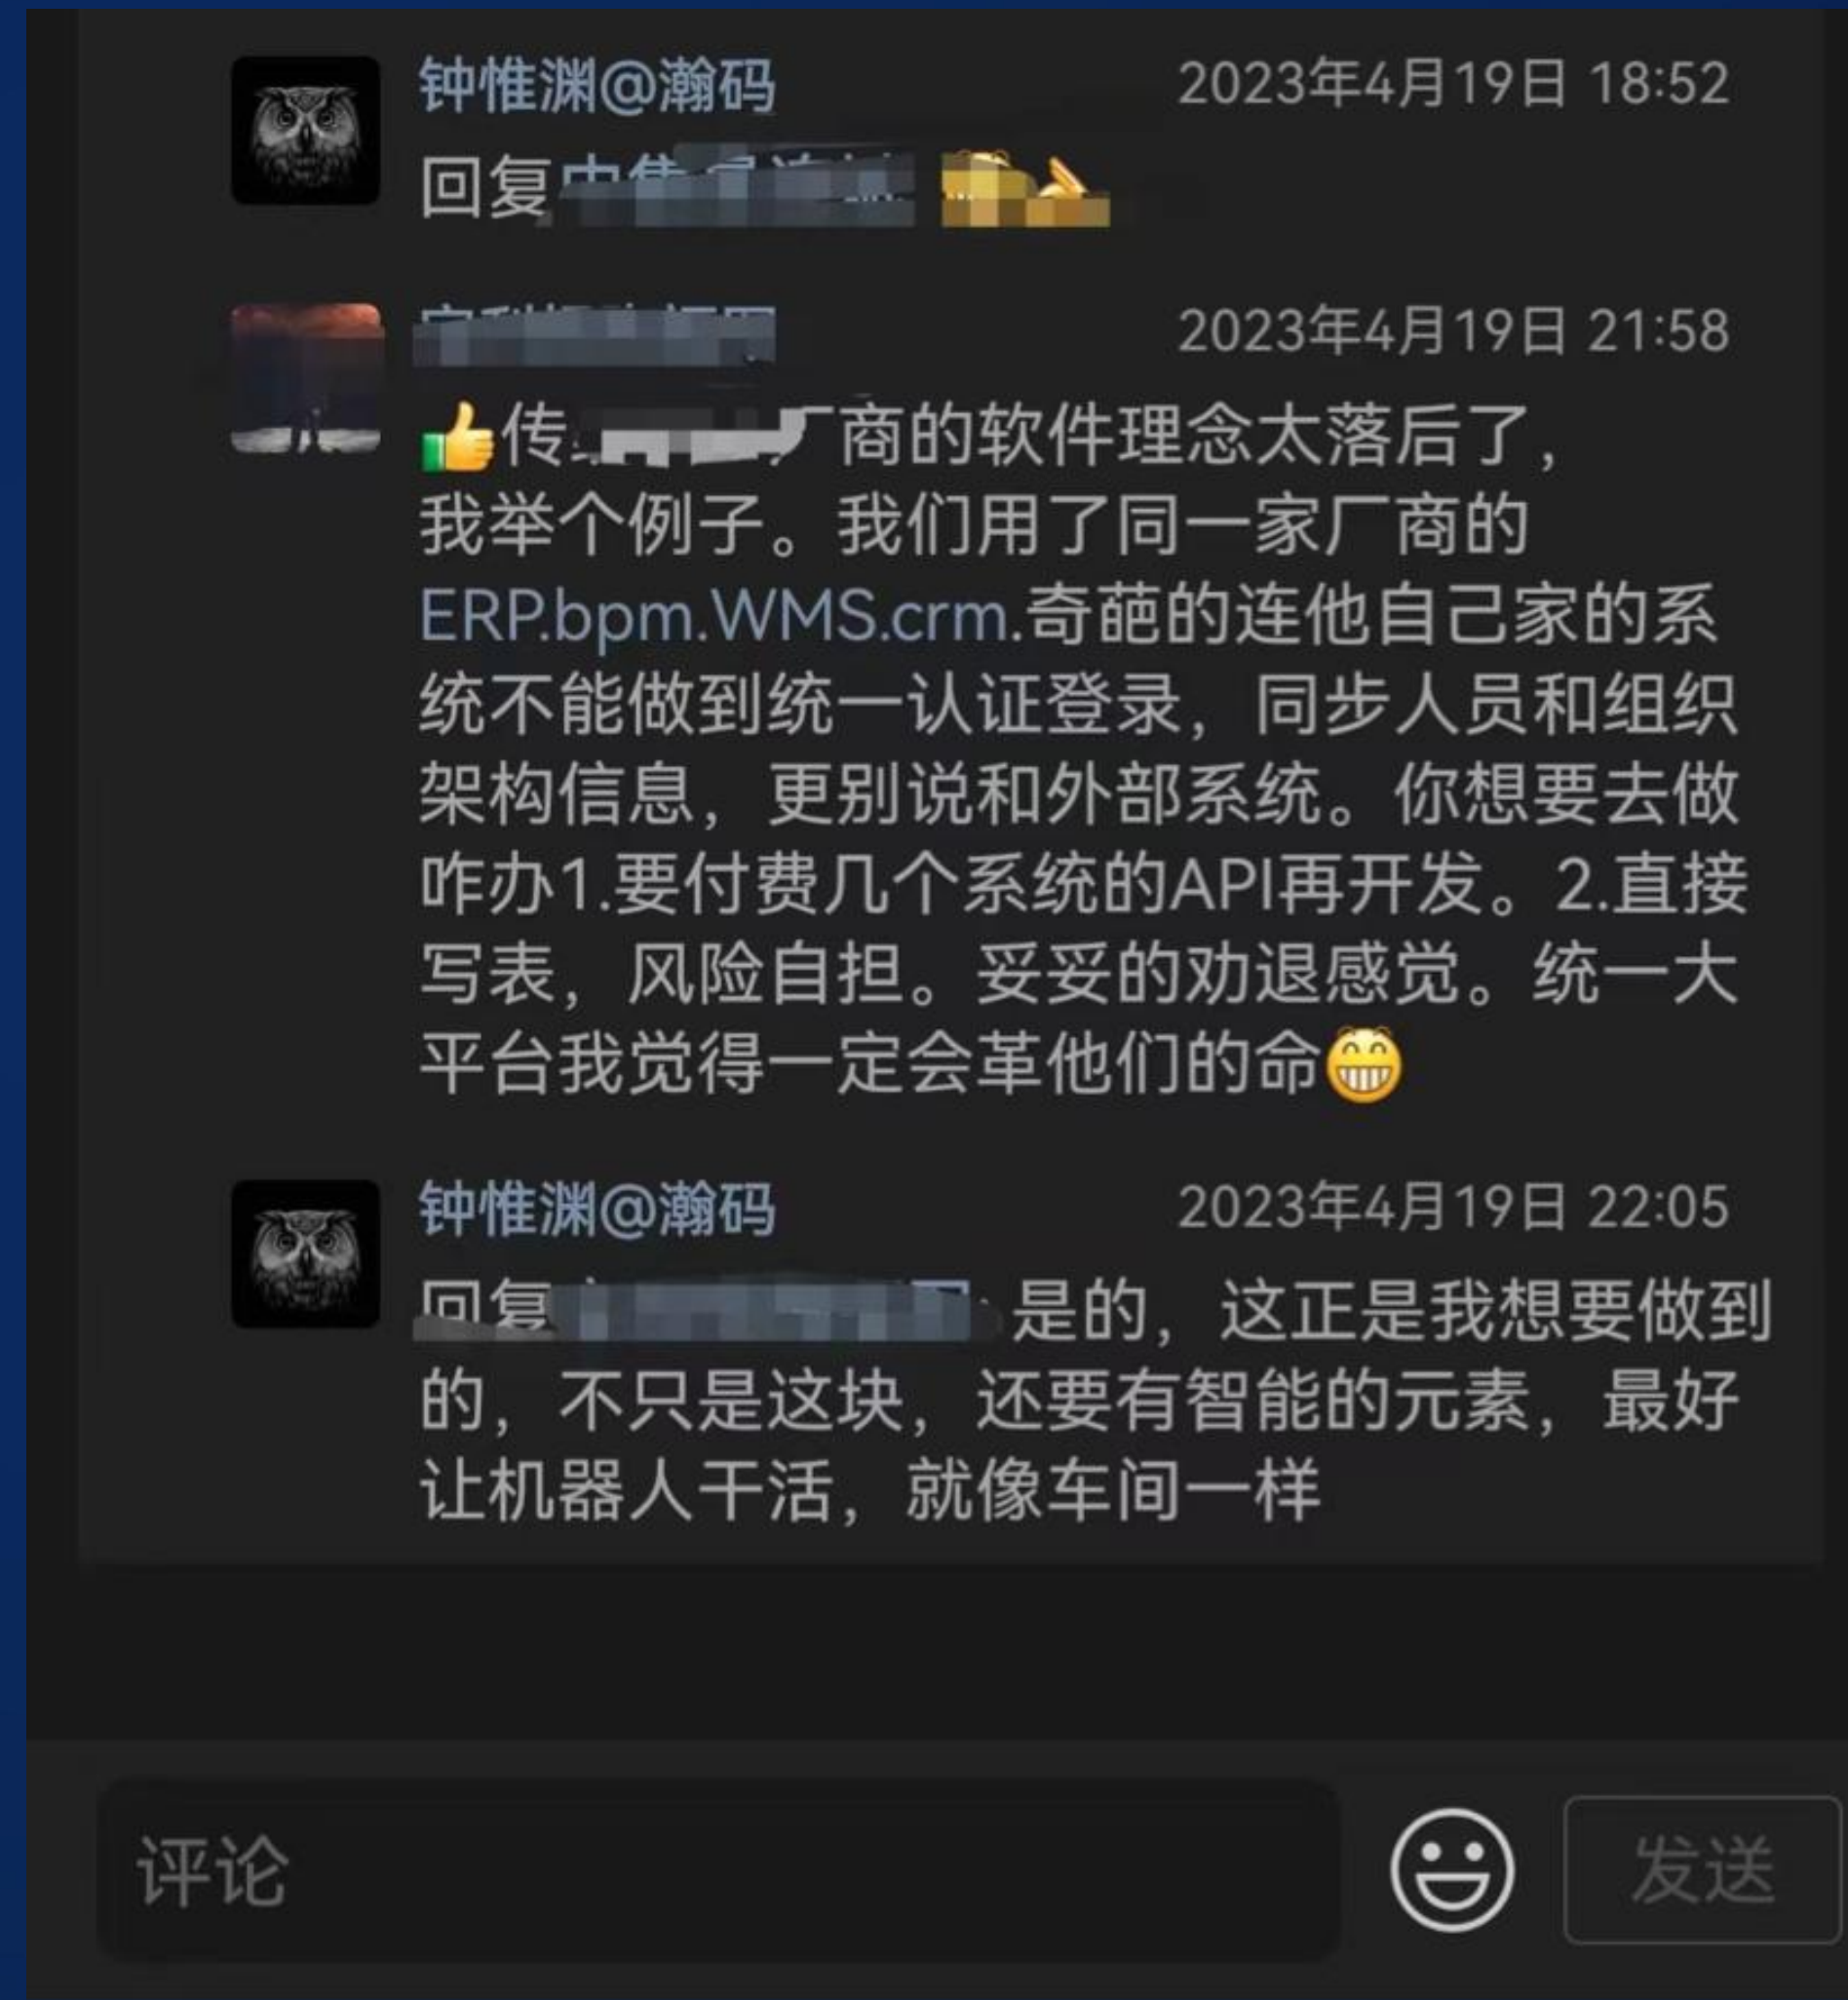 钟惟渊@瀚码
2023年4月19日 18:52
回复
2023年4月19日 21:58
传 厂商的软件理念太落后了，
我举个例子。我们用了同一家厂商的
ERP.bpm.WMS.crm.奇葩的连他自己家的系
统不能做到统一认证登录，同步人员和组织
架构信息，更别说和外部系统。你想要去做
咋办1.要付费几个系统的API再开发。2.直接
写表，风险自担。妥妥的劝退感觉。统一大
平台我觉得一定会革他们的命😁
钟惟渊@瀚码
2023年4月19日 22:05
回复 是的，这正是我想要做到
的，不只是这块，还要有智能的元素，最好
让机器人干活，就像车间一样
评论
发送